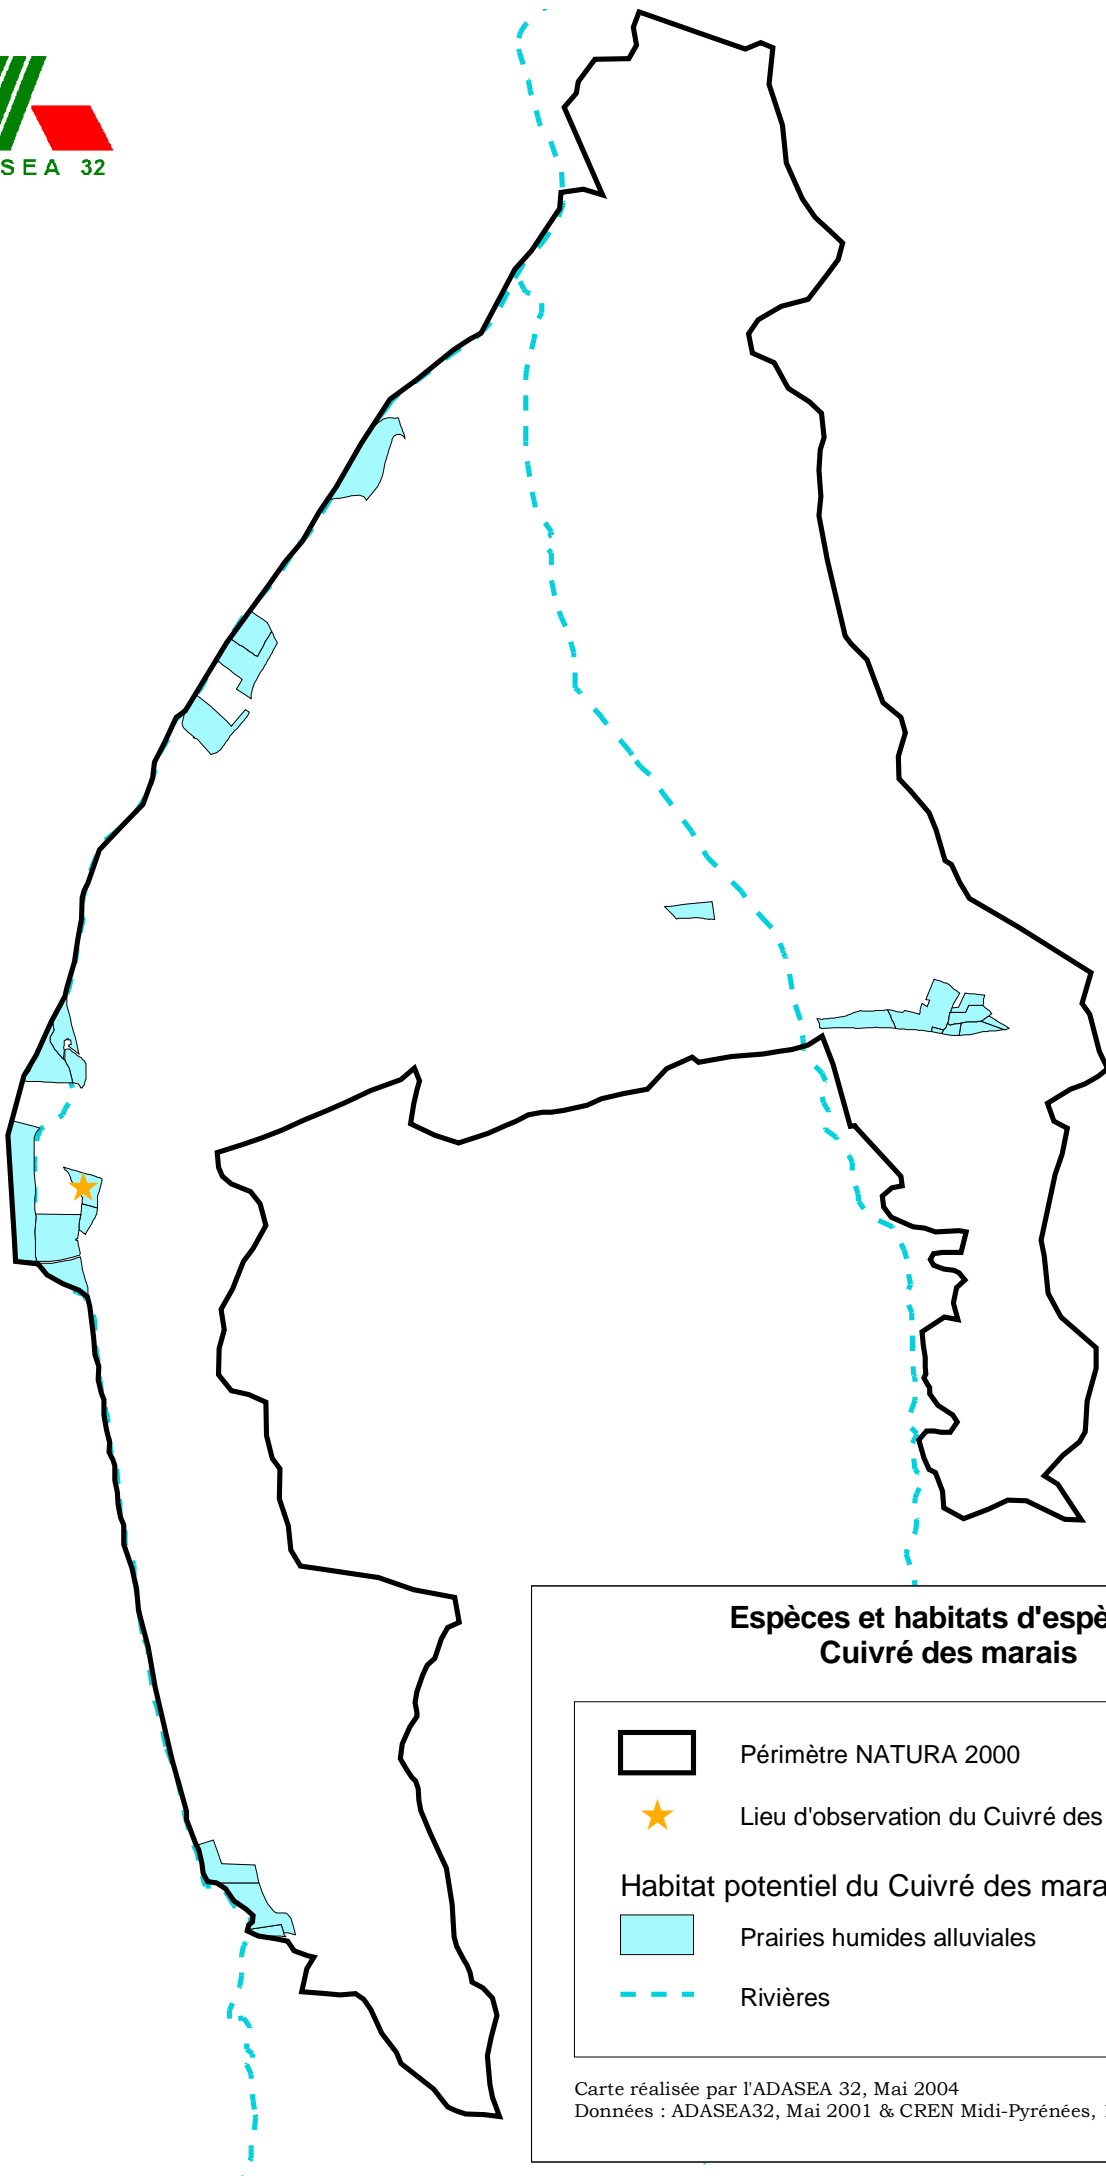 SEA 32
Espèces et habitats d'espè
Cuivré des marais
Périmètre NATURA 2000
Lieu d'observation du Cuivré des
Habitat potentiel du Cuivré des mara
Prairies humides alluviales
Rivières
Carte réalisée par l'ADASEA 32, Mai 2004
Données : ADASEA32, Mai 2001 & CREN Midi-Pyrénées,